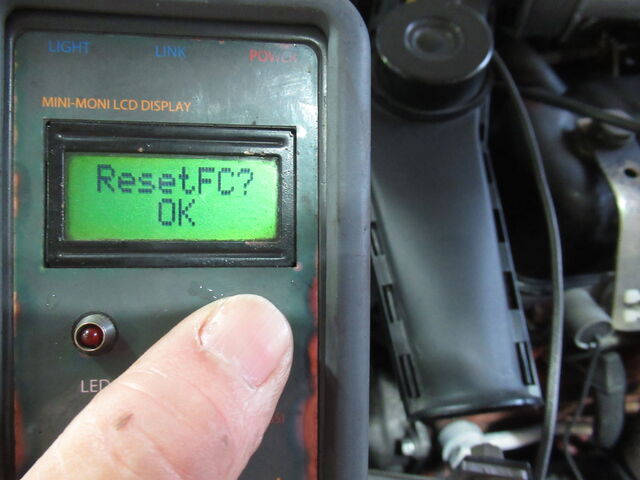 LIGHT LINK POWER
MINI-MONI LCD DISPLAY
ResetFC?
OK
LED